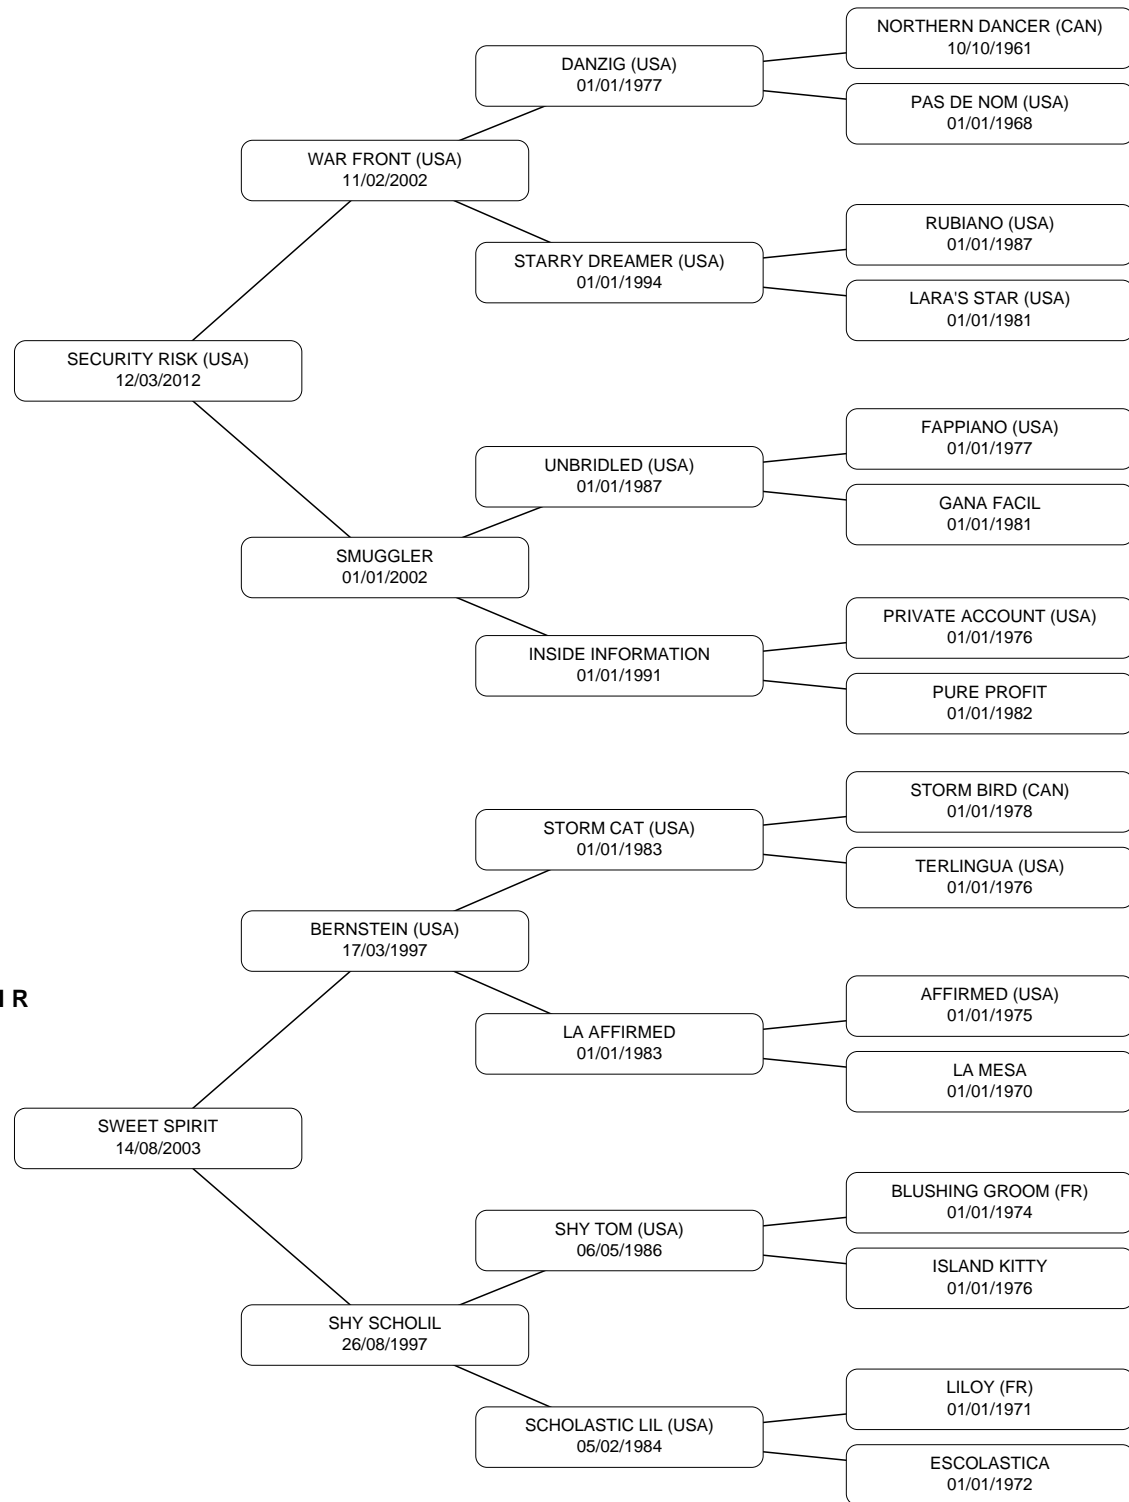 NORTHERN DANCER (CAN)
10/10/1961
DANZIG (USA)
01/01/1977
PAS DE NOM (USA)
01/01/1968
WAR FRONT (USA)
11/02/2002
RUBIANO (USA)
01/01/1987
STARRY DREAMER (USA)
01/01/1994
LARA'S STAR (USA)
01/01/1981
SECURITY RISK (USA)
12/03/2012
FAPPIANO (USA)
01/01/1977
UNBRIDLED (USA)
01/01/1987
GANA FACIL
01/01/1981
SMUGGLER
01/01/2002
PRIVATE ACCOUNT (USA)
01/01/1976
INSIDE INFORMATION
01/01/1991
PURE PROFIT
01/01/1982
STORM BIRD (CAN)
01/01/1978
STORM CAT (USA)
01/01/1983
TERLINGUA (USA)
01/01/1976
BERNSTEIN (USA)
17/03/1997
AFFIRMED (USA)
01/01/1975
LA AFFIRMED
01/01/1983
LA MESA
01/01/1970
R
SWEET SPIRIT
14/08/2003
BLUSHING GROOM (FR)
01/01/1974
SHY TOM (USA)
06/05/1986
ISLAND KITTY
01/01/1976
SHY SCHOLIL
26/08/1997
LILOY (FR)
01/01/1971
SCHOLASTIC LIL (USA)
05/02/1984
ESCOLASTICA
01/01/1972